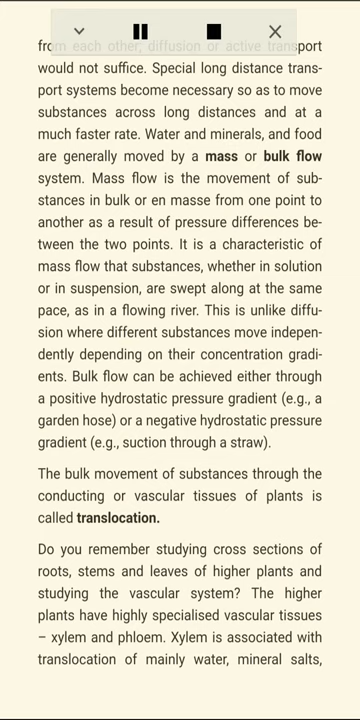 from each other; diffusion or active transport
would not suffice. Special long distance trans-
port systems become necessary so as to move
substances across long distances and at a
much faster rate. Water and minerals, and food
are generally moved by a mass or bulk flow
system. Mass flow is the movement of sub-
stances in bulk or en masse from one point to
another as a result of pressure differences be-
tween the two points. It is a characteristic of
mass flow that substances, whether in solution
or in suspension, are swept along at the same
pace, as in a flowing river. This is unlike diffu-
sion where different substances move indepen-
dently depending on their concentration gradi-
ents. Bulk flow can be achieved either through
a positive hydrostatic pressure gradient (e.g., a
garden hose) or a negative hydrostatic pressure
gradient (e.g., suction through a straw).
The bulk movement of substances through the
conducting or vascular tissues of plants is
called translocation.
Do you remember studying cross sections of
roots, stems and leaves of higher plants and
studying the vascular system? The higher
plants have highly specialised vascular tissues
– xylem and phloem. Xylem is associated with
translocation of mainly water, mineral salts,